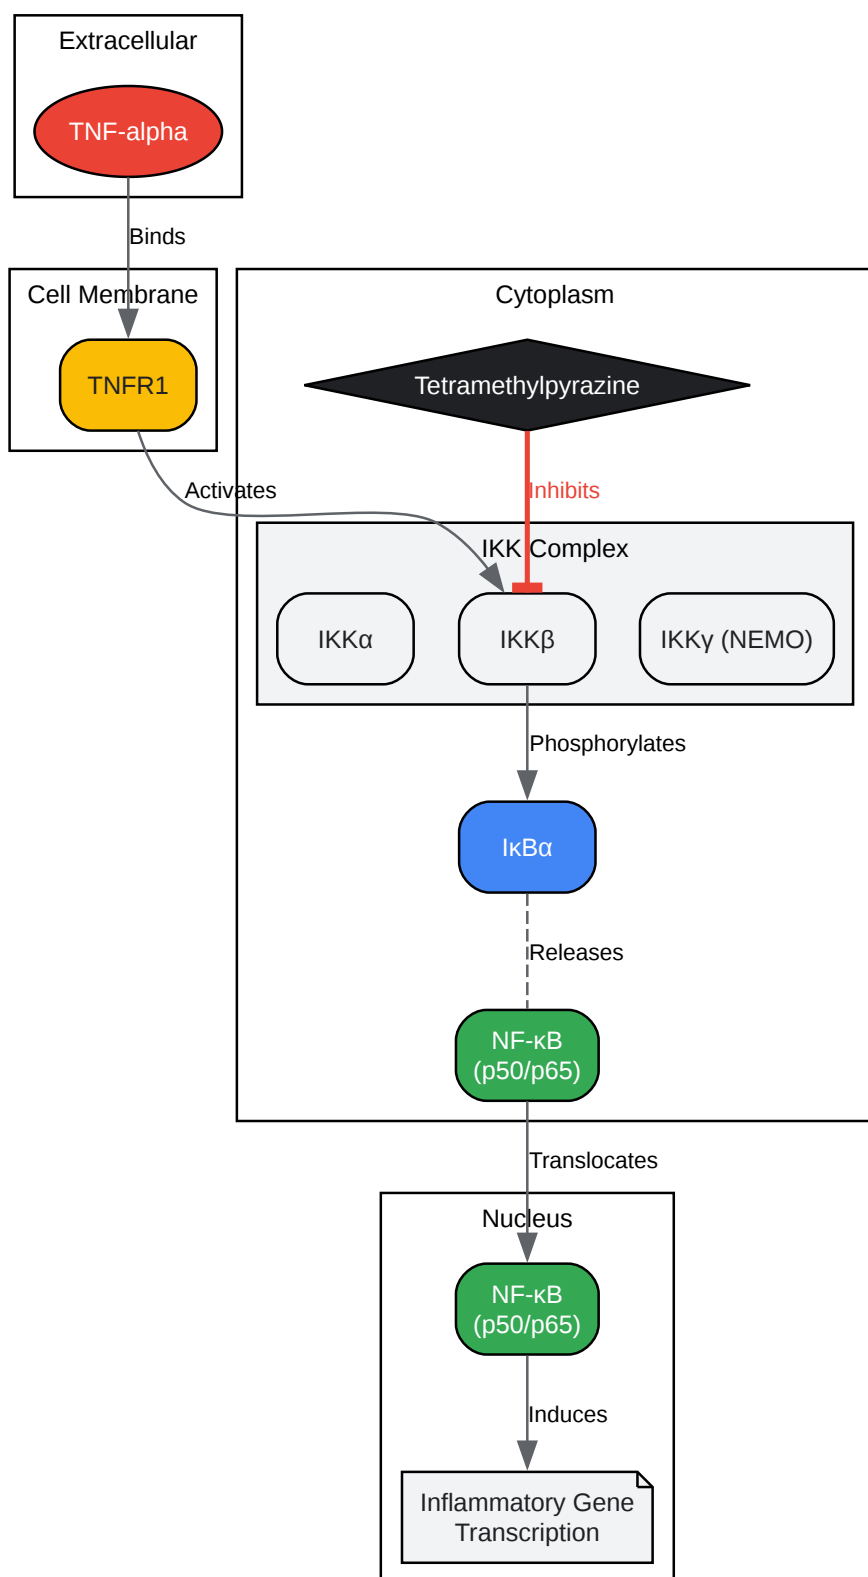 Extracellular
TNF-alpha
Binds
Cell Membrane
TNFR1
Cytoplasm
Tetramethylpyrazine
Activates
Inhibits
IKK Complex
IKKα
IKKβ
IKKγ (NEMO)
Phosphorylates
IκBα
Releases
NF-κB
(p50/p65)
Translocates
Nucleus
NF-κB
(p50/p65)
Induces
Inflammatory Gene
Transcription